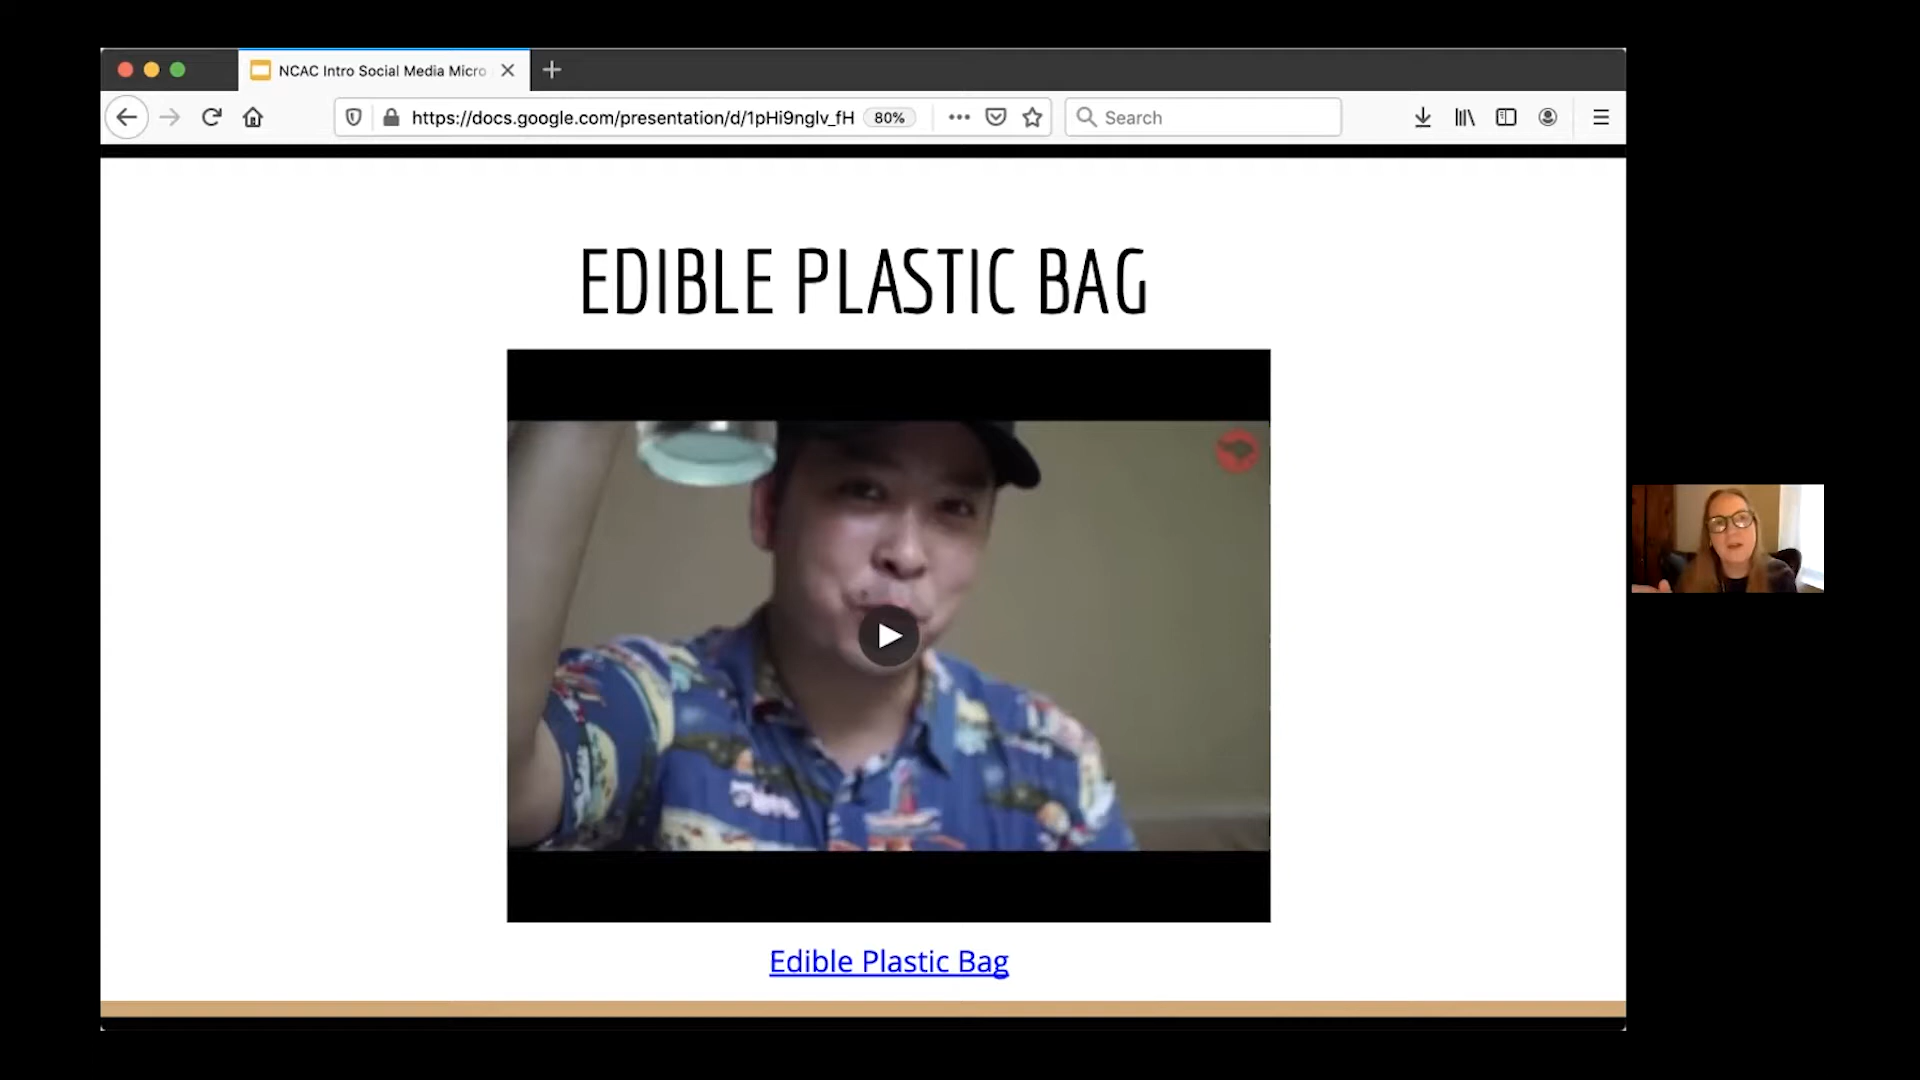 NCAC Intro Social Media Micro
https://docs.google.com/presentation/d/1pHi9nglv_fH
80%
Search
EDIBLE PLASTIC BAG
Edible Plastic Bag